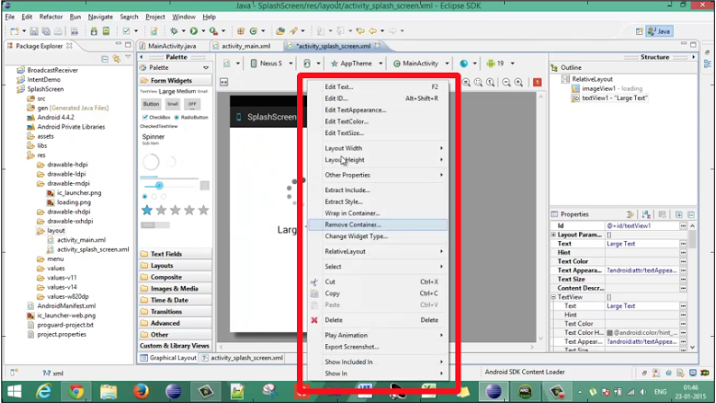 Java - SplashScreen/res/layout/activity_splash_screen.xml - Eclipse SDK
File Edit Refactor Run Navigate Search Project Window Help
Java
Package Explorer
BroadcastReceiver
IntentDemo
SplashScreen
src
gen [Generated Java Files]
Android 4.4.2
Android Private Libraries
assets
libs
res
drawable-hdpi
drawable-ldpi
drawable-mdpi
ic_launcher.png
loading.png
drawable-xhdpi
drawable-xxhdpi
layout
activity_main.xml
activity_splash_screen.xml
menu
values
values-v11
values-v14
values-w820dp
AndroidManifest.xml
ic_launcher-web.png
proguard-project.txt
project.properties
MainActivity.java
activity_main.xml
*activity_splash_screen.xml
Palette
Palette
Form Widgets
TextView Large Medium Small
Button Small OFF
CheckBox RadioButton
CheckedTextView
Spinner
Sub Item
Text Fields
Layouts
Composite
Images & Media
Time & Date
Transitions
Advanced
Other
Custom & Library Views
Graphical Layout
activity_splash_screen.xml
Nexus 5
AppTheme
MainActivity
19
SplashScreen
Larg
Edit Text... F2
Edit ID... Alt+Shift+R
Edit TextAppearance...
Edit TextColor...
Edit TextSize...
Layout Width
Layout Height
Other Properties
Extract Include...
Extract Style...
Wrap in Container...
Remove Container...
Change Widget Type...
RelativeLayout
Select
Cut Ctrl+X
Copy Ctrl+C
Paste Ctrl+V
Delete Delete
Play Animation
Export Screenshot...
Show Included In
Show In
Structure
Outline
RelativeLayout
imageView1 - loading
textView1 - "Large Text"
Properties
Id @+id/textView1
Layout Param... []
Text Large Text
Hint
Text Color
Text Appear... ?android:attr/textAppea...
Text Size
Content Descr...
TextView []
Text Large Text
Hint
Text Color
Text Color Hi... @android:color/hint_...
Text Appear... ?android:attr/textAppea...
Text Size
xml
Android SDK Content Loader
ENG
01:46
23-01-2015